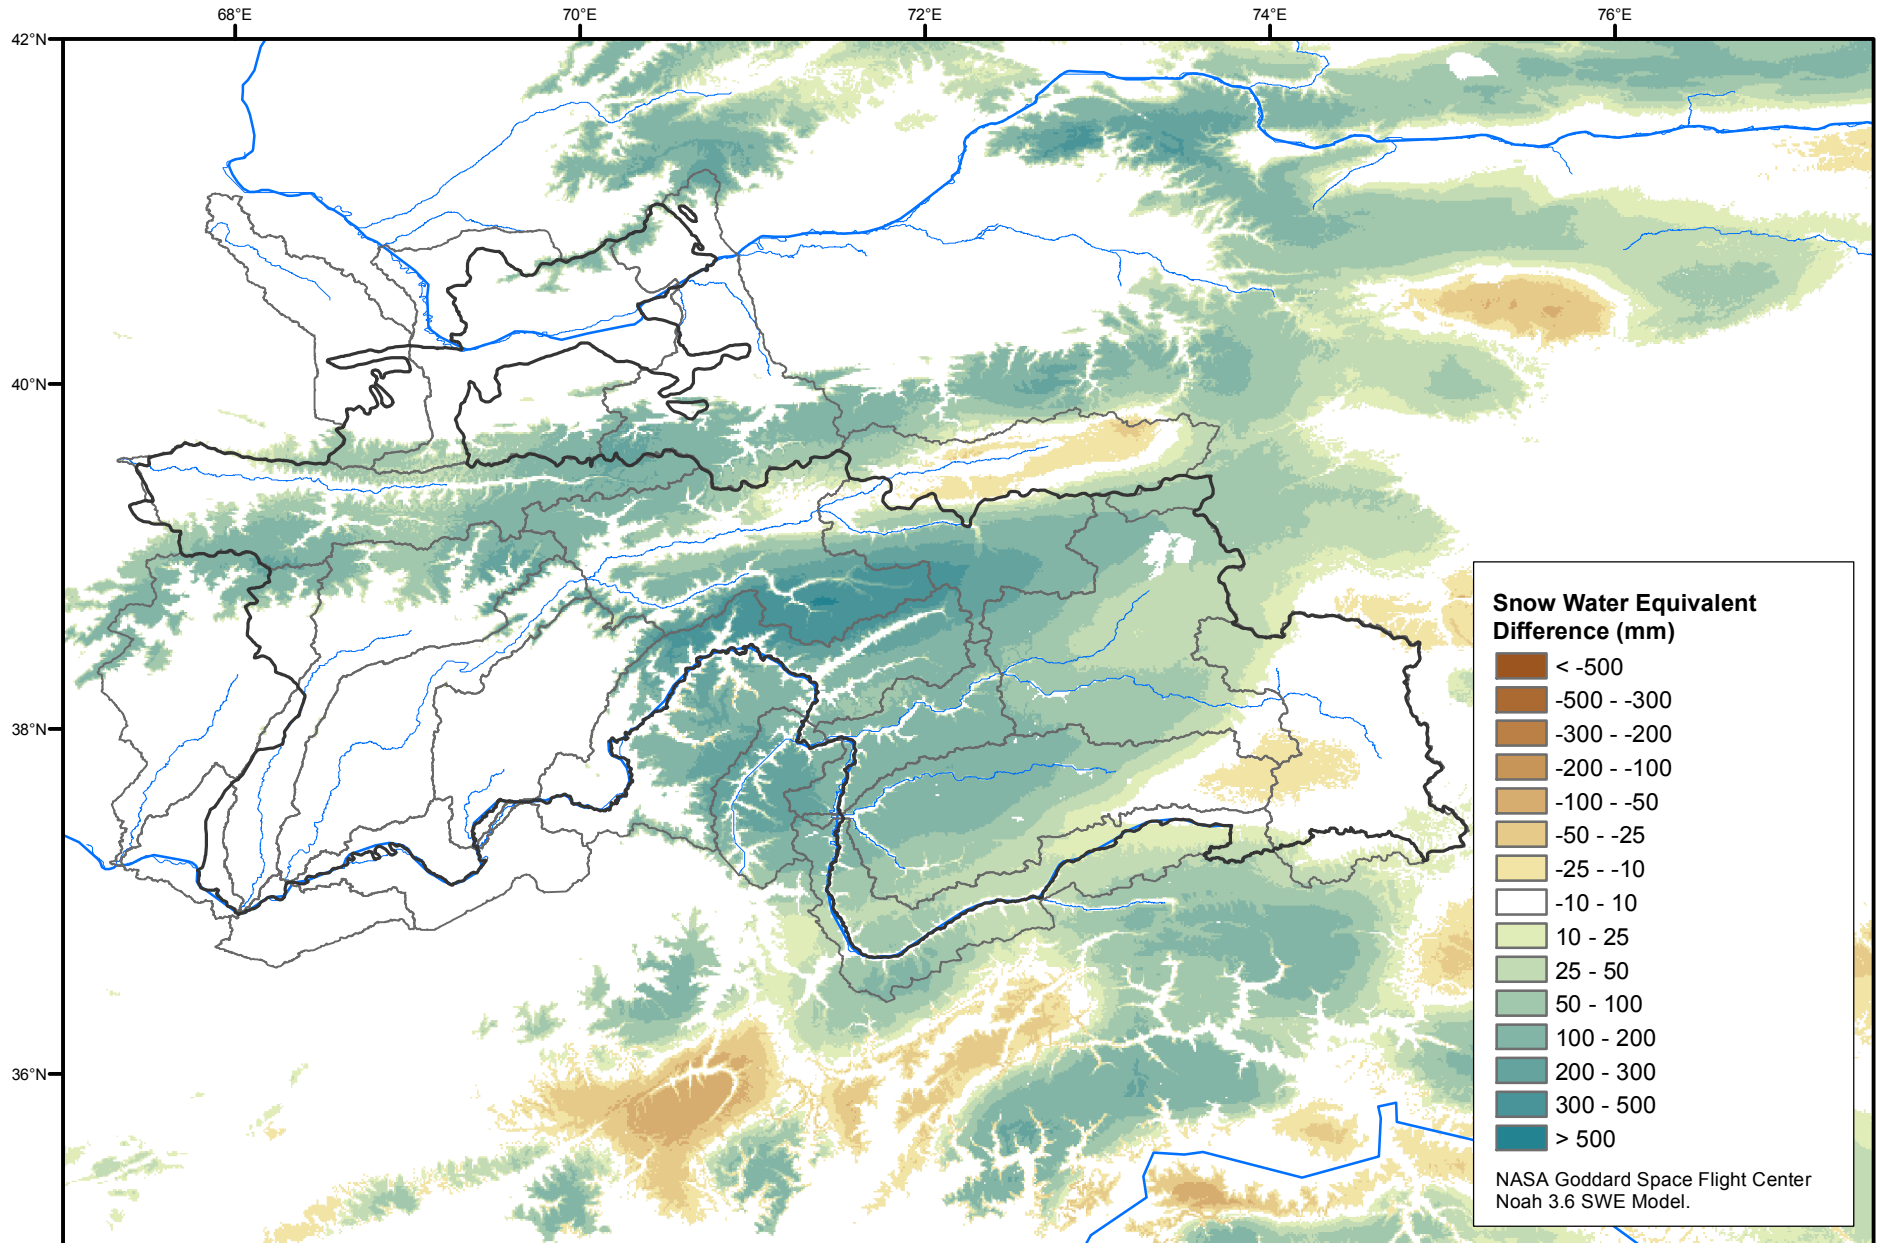 68°E 70°E 72°E 74°E 76°E
42°N
40°N
38°N
36°N
Snow Water Equivalent
Difference (mm)
< -500
-500 - -300
-300 - -200
-200 - -100
-100 - -50
-50 - -25
-25 - -10
-10 - 10
10 - 25
25 - 50
50 - 100
100 - 200
200 - 300
300 - 500
> 500
NASA Goddard Space Flight Center
Noah 3.6 SWE Model.